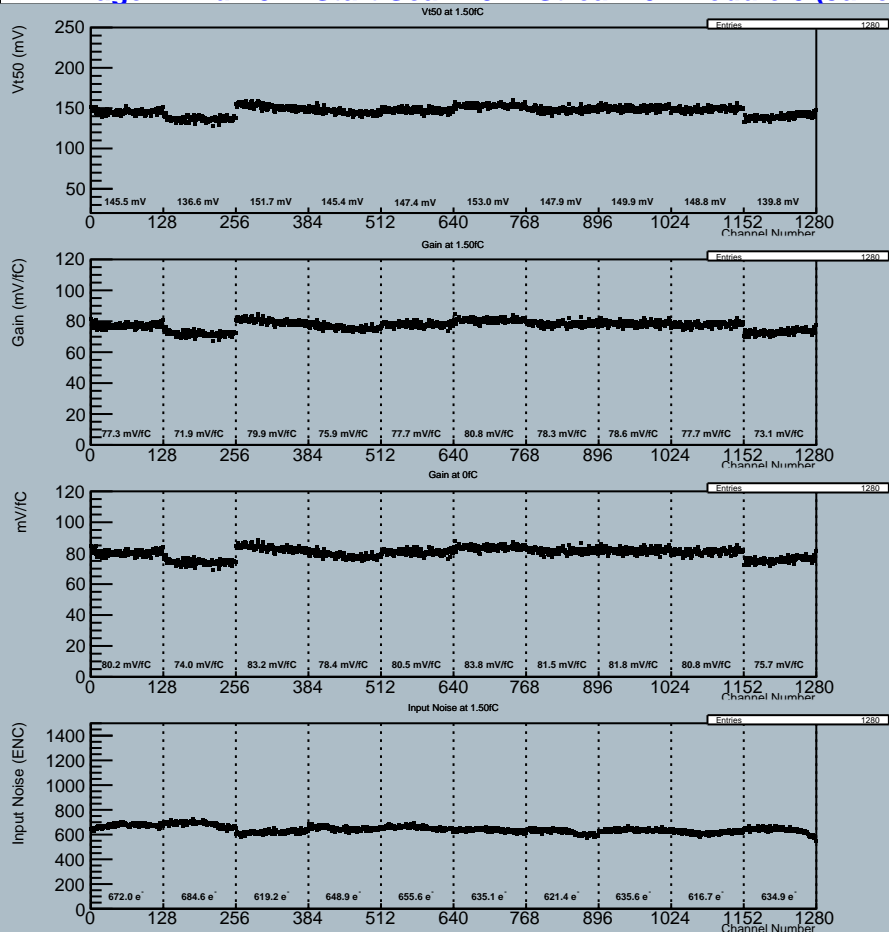 Vt50 at 1.50fC
Entries 1280
Vt50 (mV)
250
200
150
100
50
145.5 mV 136.6 mV 151.7 mV 145.4 mV 147.4 mV 153.0 mV 147.9 mV 149.9 mV 148.8 mV 139.8 mV
0 128 256 384 512 640 768 896 1024 1152 1280
Channel Number
Gain at 1.50fC
Entries 1280
Gain (mV/fC)
120
100
80
60
40
20
0
77.3 mV/fC 71.9 mV/fC 79.9 mV/fC 75.9 mV/fC 77.7 mV/fC 80.8 mV/fC 78.3 mV/fC 78.6 mV/fC 77.7 mV/fC 73.1 mV/fC
0 128 256 384 512 640 768 896 1024 1152 1280
Channel Number
Gain at 0fC
Entries 1280
mV/fC
120
100
80
60
40
20
0
80.2 mV/fC 74.0 mV/fC 83.2 mV/fC 78.4 mV/fC 80.5 mV/fC 83.8 mV/fC 81.5 mV/fC 81.8 mV/fC 80.8 mV/fC 75.7 mV/fC
0 128 256 384 512 640 768 896 1024 1152 1280
Channel Number
Input Noise at 1.50fC
Entries 1280
Input Noise (ENC)
1400
1200
1000
800
600
400
200
0
672.0 e⁻ 684.6 e⁻ 619.2 e⁻ 648.9 e⁻ 655.6 e⁻ 635.1 e⁻ 621.4 e⁻ 635.6 e⁻ 616.7 e⁻ 634.9 e⁻
0 128 256 384 512 640 768 896 1024 1152 1280
Channel Number